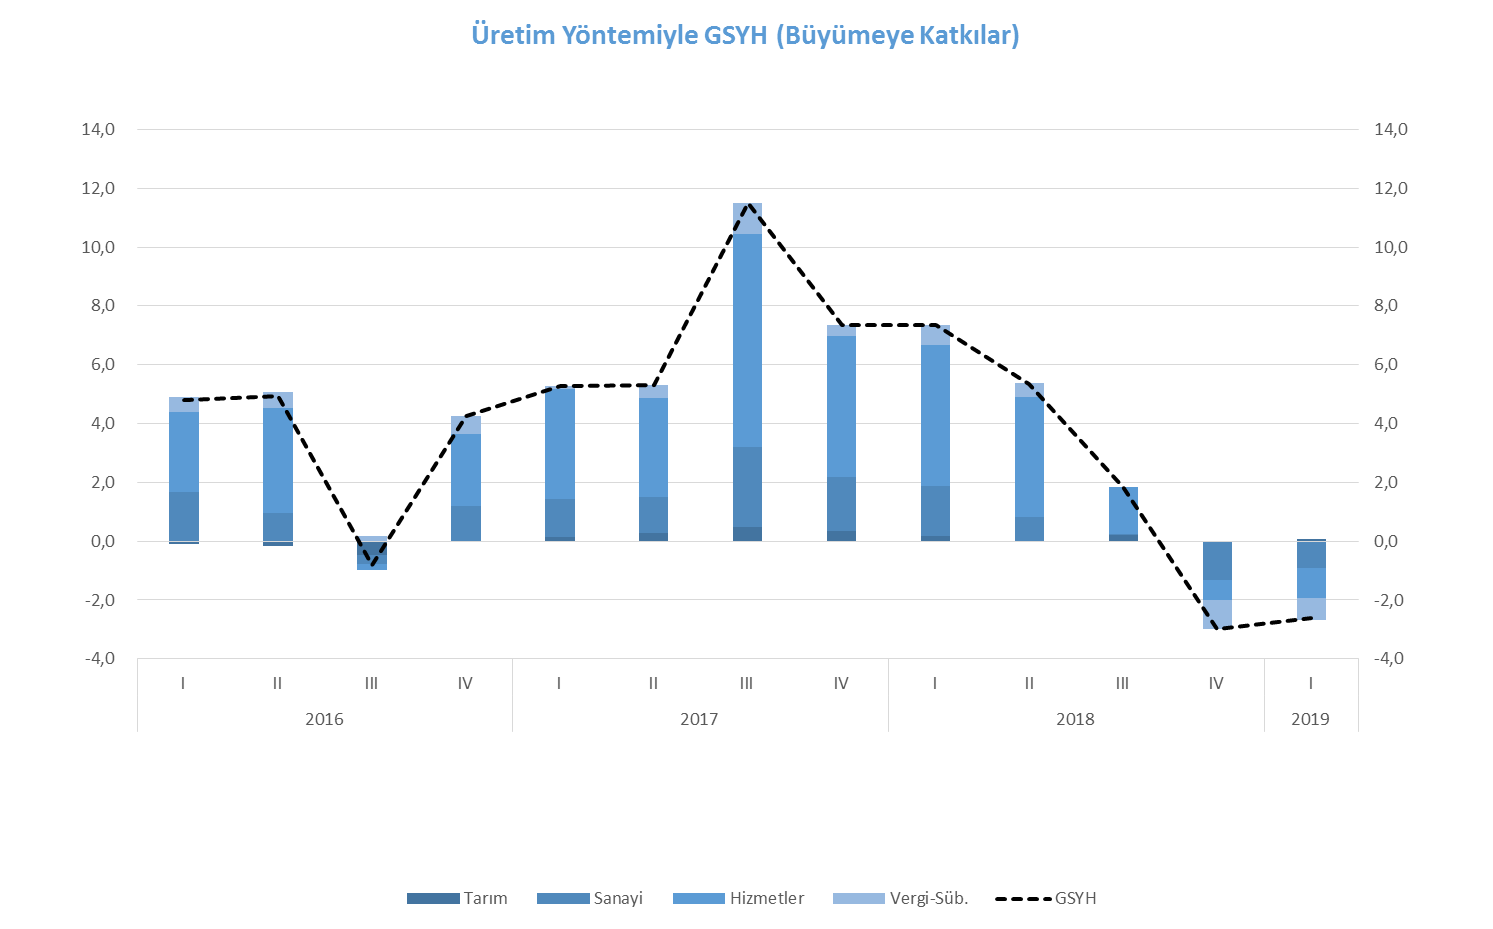 Üretim Yöntemiyle GSYH (Büyümeye Katkılar)
14,0 14,0
12,0 12,0
10,0 10,0
8,0 8,0
6,0 6,0
4,0 4,0
2,0 2,0
0,0 0,0
-2,0 -2,0
-4,0 -4,0
I II III IV I II III IV I II III IV I
2016 2017 2018 2019
Tarım Sanayi Hizmetler Vergi-Süb. GSYH